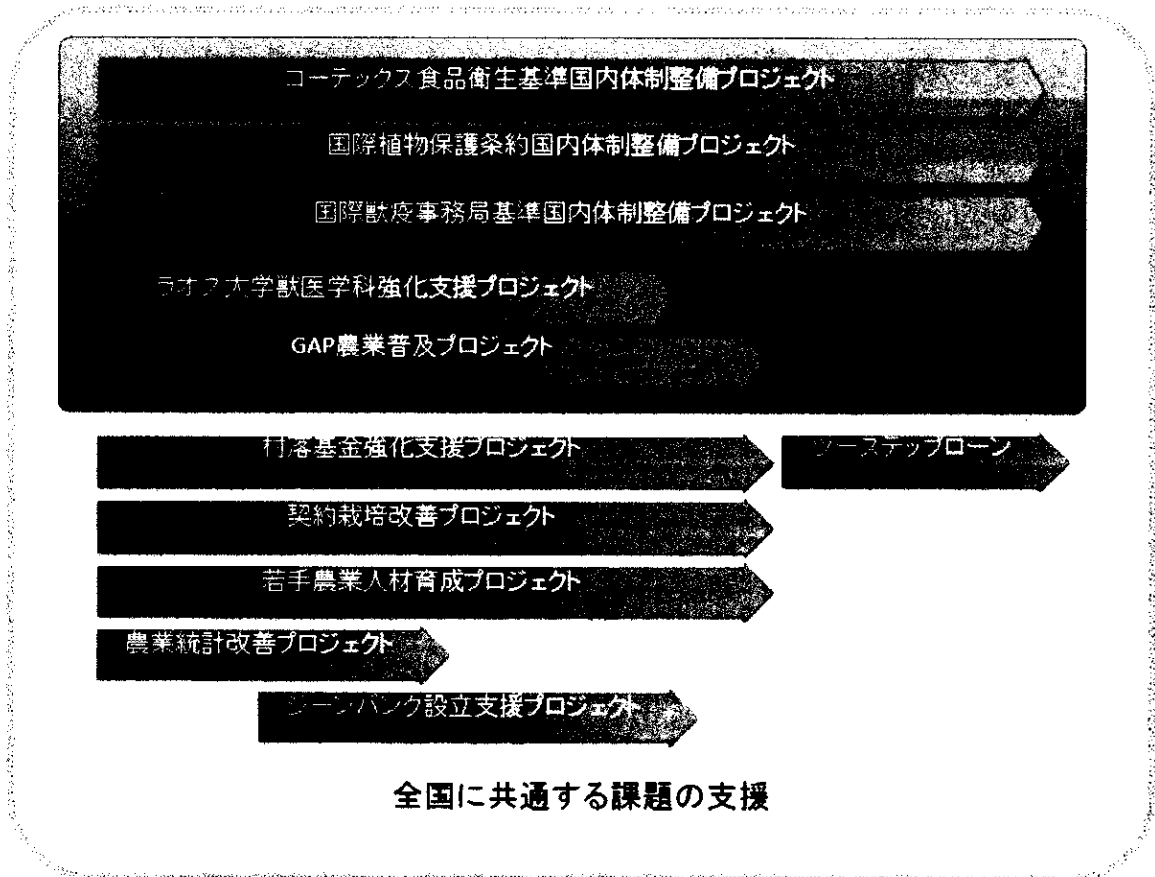 コーテックス食品衛生基準国内体制整備プロジェクト
国際植物保護条約国内体制整備プロジェクト
国際獣疫事務局基準国内体制整備プロジェクト
ラオス大学獣医学科強化支援プロジェクト
GAP農業普及プロジェクト
村落基金強化支援プロジェクト
ツーステップローン
契約栽培改善プロジェクト
若手農業人材育成プロジェクト
農業統計改善プロジェクト
ジーンバンク設立支援プロジェクト
全国に共通する課題の支援